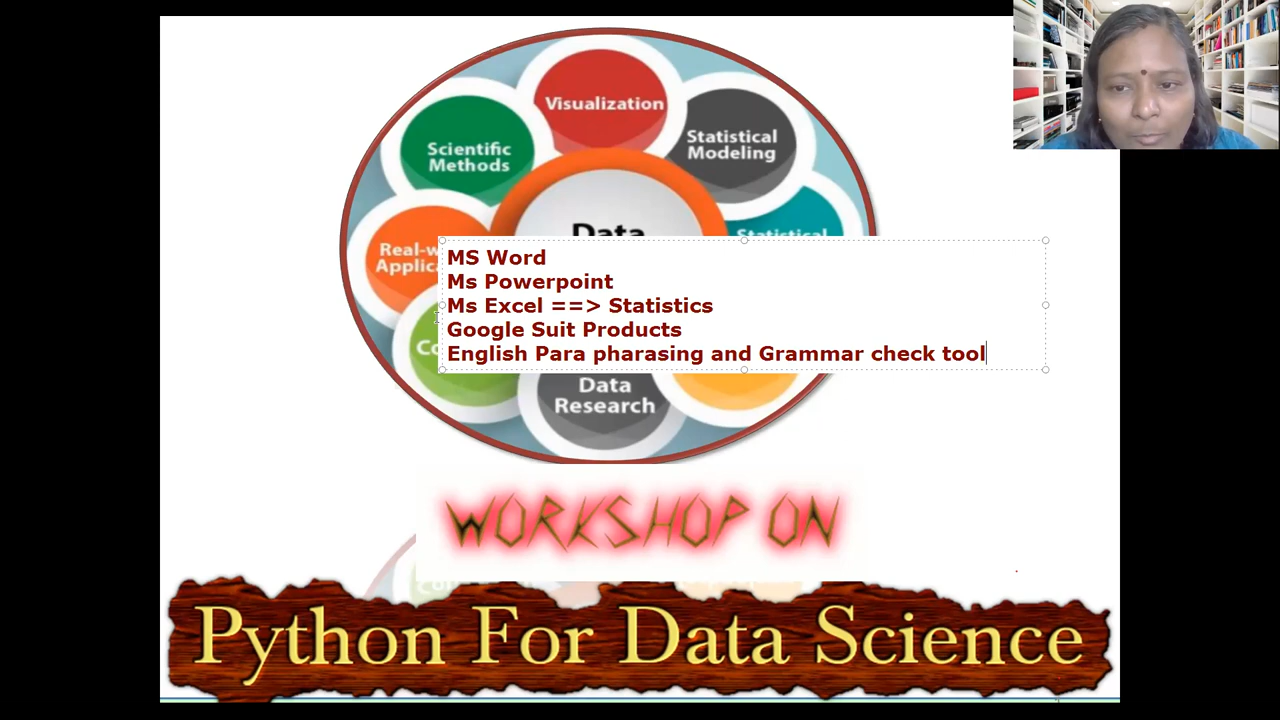 Visualization
Scientific
Methods
Statistical
Modeling
Data
Statistical
MS Word
Ms Powerpoint
Ms Excel ==> Statistics
Google Suit Products
English Para pharasing and Grammar check tool
Data
Research
WORKSHOP ON
Python For Data Science